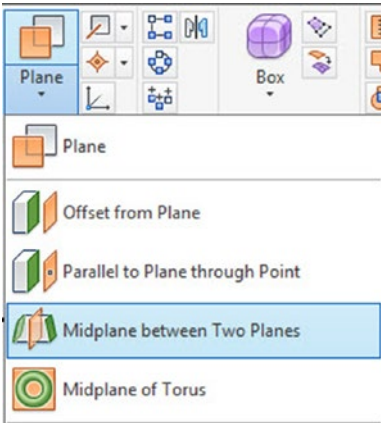 Plane
Box
Plane
Offset from Plane
Parallel to Plane through Point
Midplane between Two Planes
Midplane of Torus